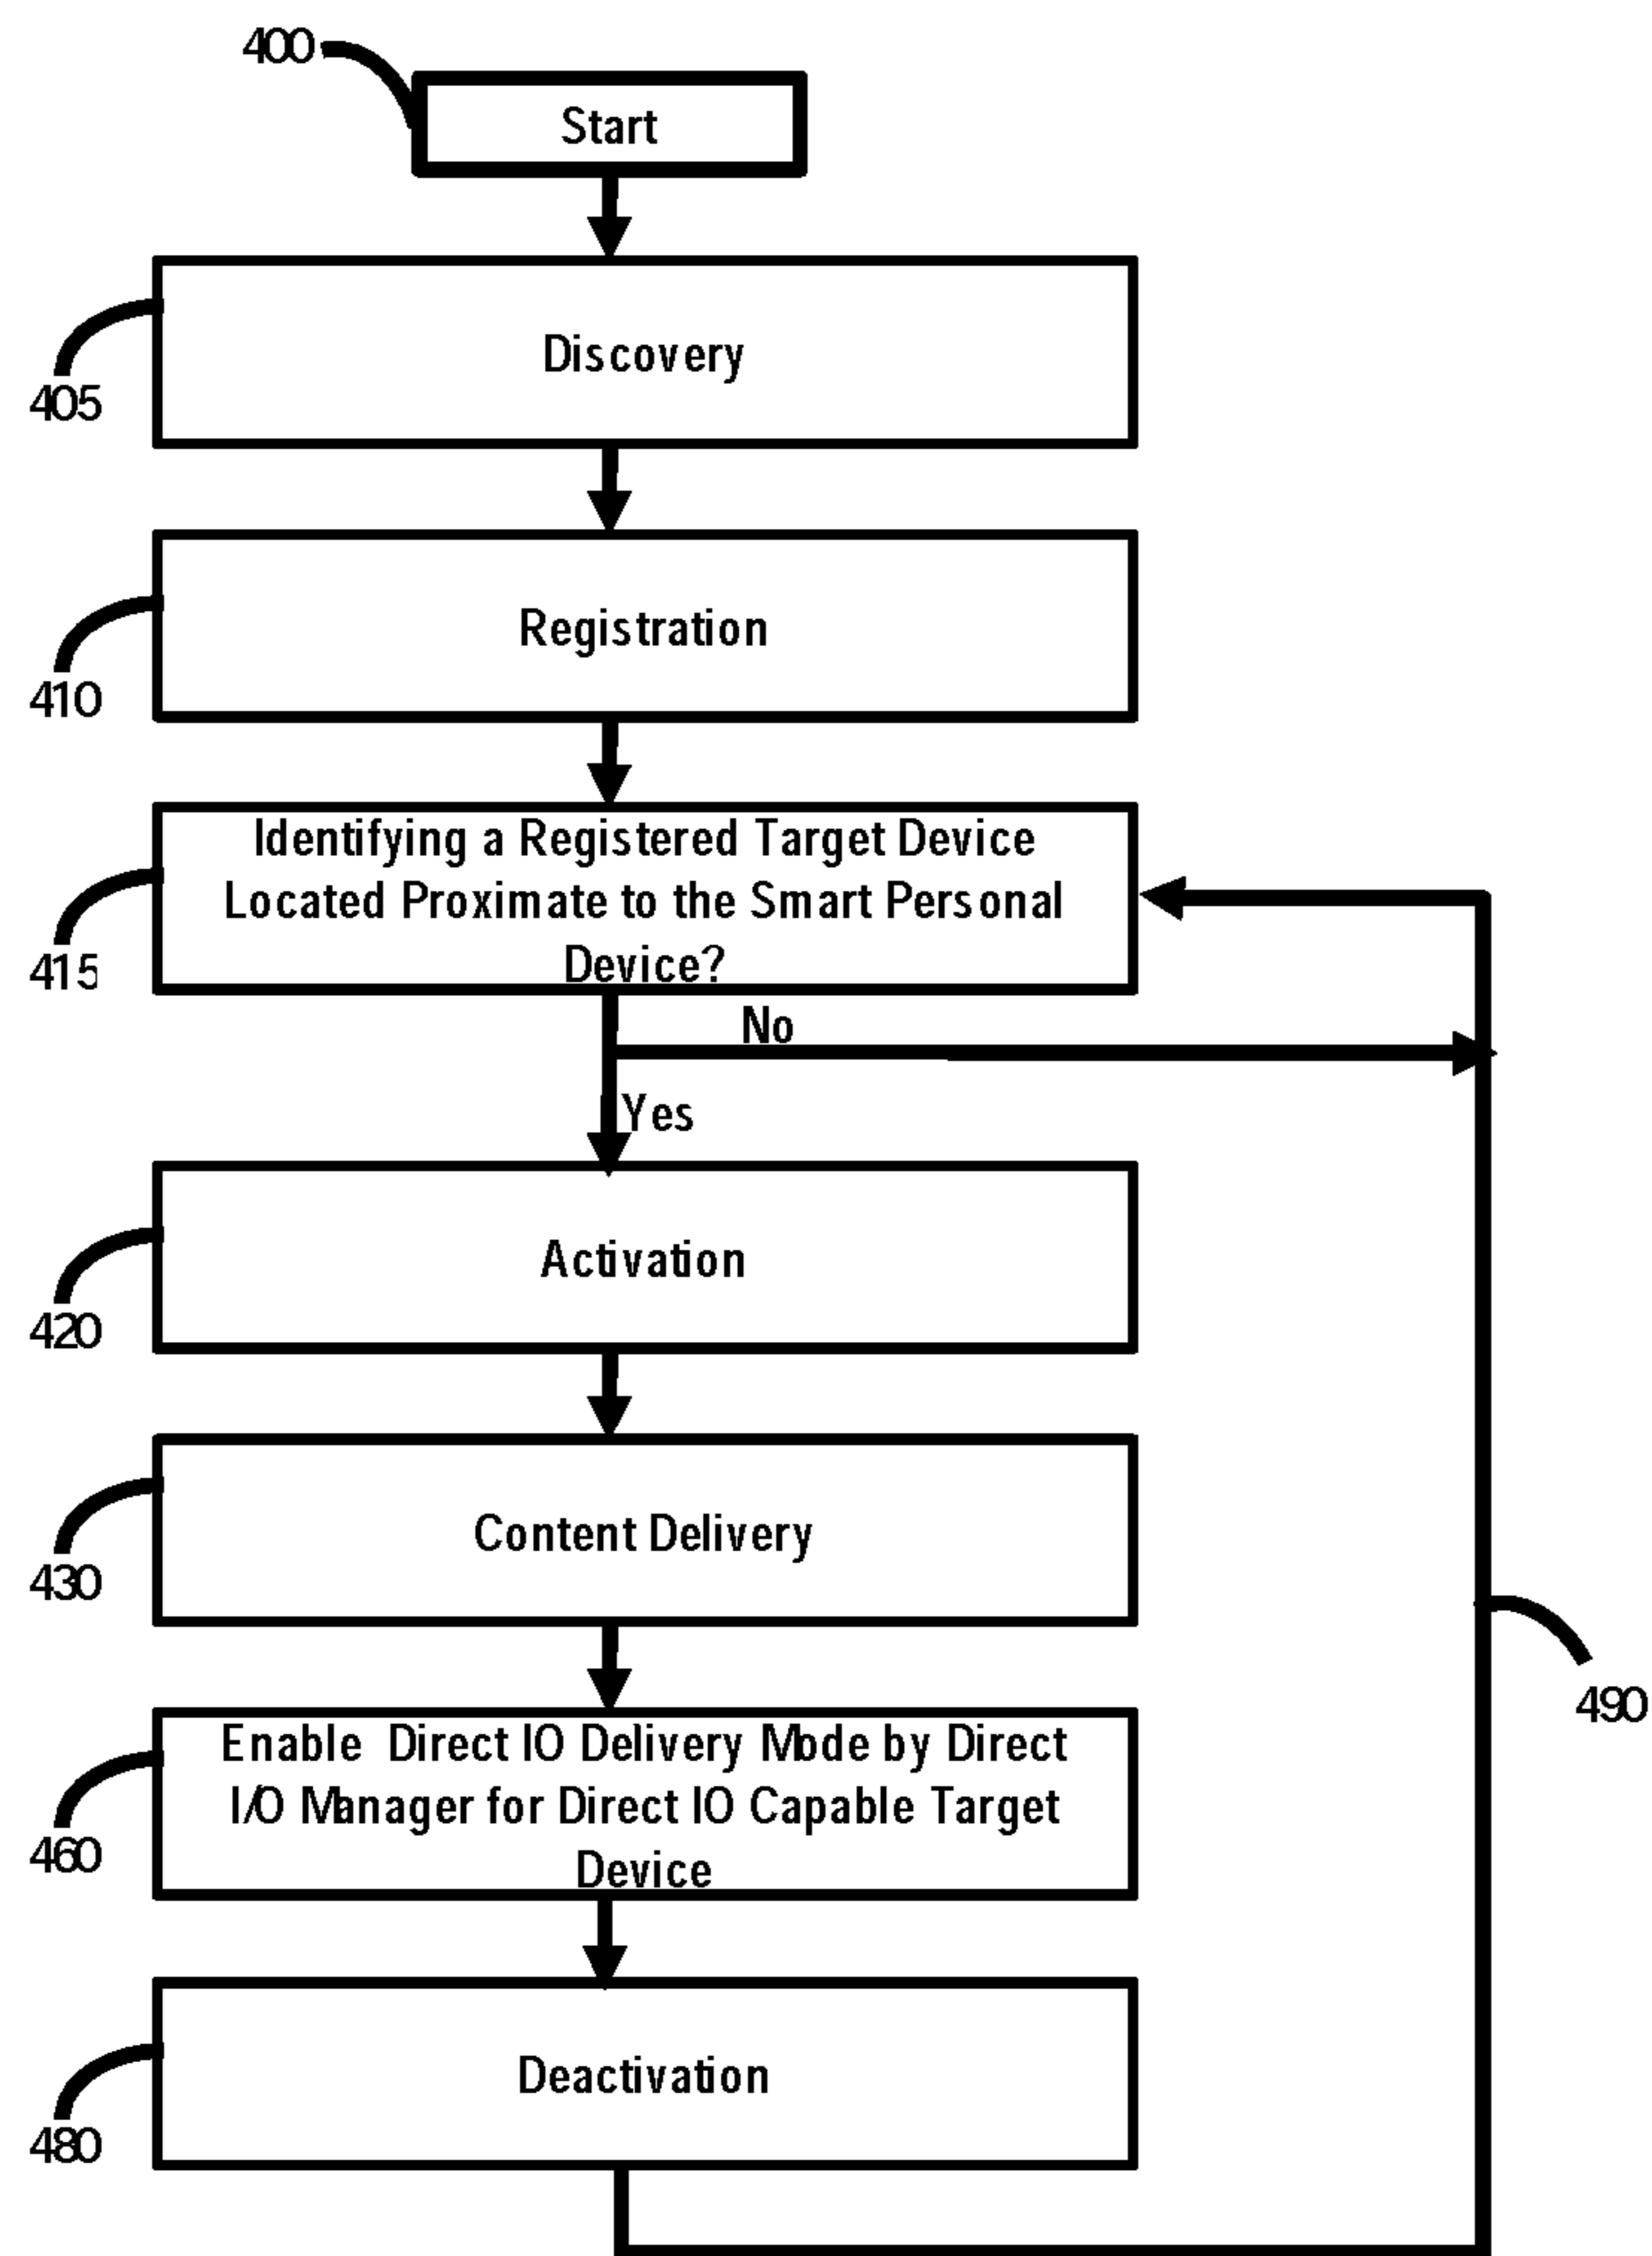 400
Start
Discovery
405
Registration
410
Identifying a Registered Target Device
Located Proximate to the Smart Personal
Device?
415
No
Yes
Activation
420
Content Delivery
430
490
Enable Direct IO Delivery Mode by Direct
I/O Manager for Direct IO Capable Target
Device
460
Deactivation
480